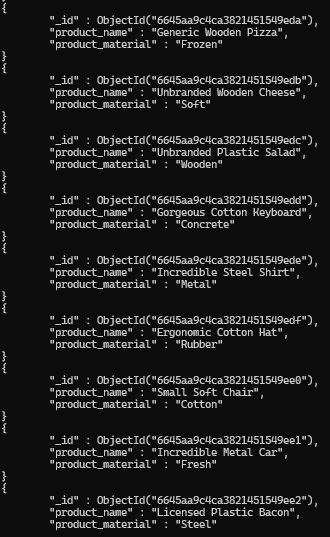 {
"_id" : ObjectId("6645aa9c4ca3821451549eda"),
"product_name" : "Generic Wooden Pizza",
"product_material" : "Frozen"
}
{
"_id" : ObjectId("6645aa9c4ca3821451549edb"),
"product_name" : "Unbranded Wooden Cheese",
"product_material" : "Soft"
}
{
"_id" : ObjectId("6645aa9c4ca3821451549edc"),
"product_name" : "Unbranded Plastic Salad",
"product_material" : "Wooden"
}
{
"_id" : ObjectId("6645aa9c4ca3821451549edd"),
"product_name" : "Gorgeous Cotton Keyboard",
"product_material" : "Concrete"
}
{
"_id" : ObjectId("6645aa9c4ca3821451549ede"),
"product_name" : "Incredible Steel Shirt",
"product_material" : "Metal"
}
{
"_id" : ObjectId("6645aa9c4ca3821451549edf"),
"product_name" : "Ergonomic Cotton Hat",
"product_material" : "Rubber"
}
{
"_id" : ObjectId("6645aa9c4ca3821451549ee0"),
"product_name" : "Small Soft Chair",
"product_material" : "Cotton"
}
{
"_id" : ObjectId("6645aa9c4ca3821451549ee1"),
"product_name" : "Incredible Metal Car",
"product_material" : "Fresh"
}
{
"_id" : ObjectId("6645aa9c4ca3821451549ee2"),
"product_name" : "Licensed Plastic Bacon",
"product_material" : "Steel"